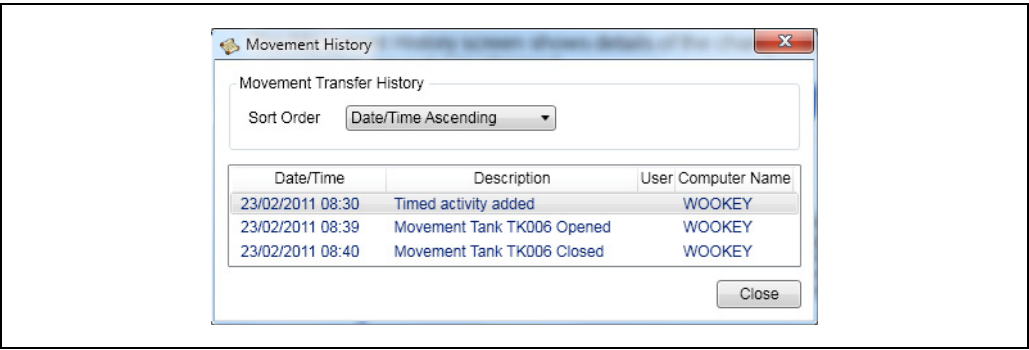 Movement History
Movement Transfer History
Sort Order Date/Time Ascending
Date/Time Description User Computer Name
23/02/2011 08:30 Timed activity added WOOKEY
23/02/2011 08:39 Movement Tank TK006 Opened WOOKEY
23/02/2011 08:40 Movement Tank TK006 Closed WOOKEY
Close